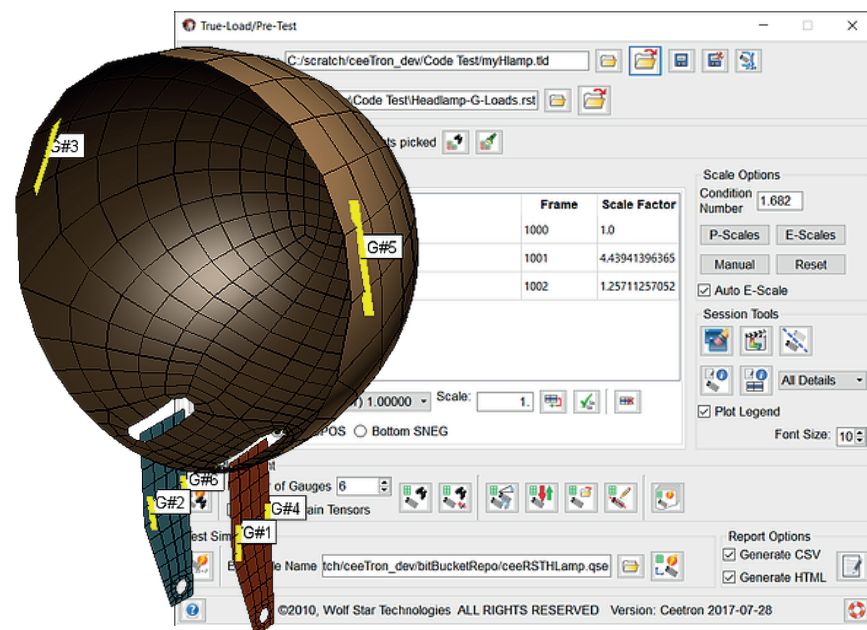 True-Load/Pre-Test
C:/scratch/ceeTron_dev/Code Test/myHlamp.tld
Code Test\Headlamp-G-Loads.rst
G#3
picked
Scale Options
Condition Number 1.682
Frame Scale Factor
1000 1.0
P-Scales E-Scales
G#5
1001 4.43941396365
Manual Reset
1002 1.25711257052
Auto E-Scale
Session Tools
All Details
1.00000 Scale: 1.
Plot Legend
POS Bottom SNEG
Font Size: 10
G#6
of Gauges 6
G#2
G#4
ain Tensors
G#1
Report Options
Generate CSV
Name tch/ceeTron_dev/bitBucketRepo/ceeRSTHLamp.qse
Generate HTML
©2010, Wolf Star Technologies ALL RIGHTS RESERVED Version: Ceetron 2017-07-28